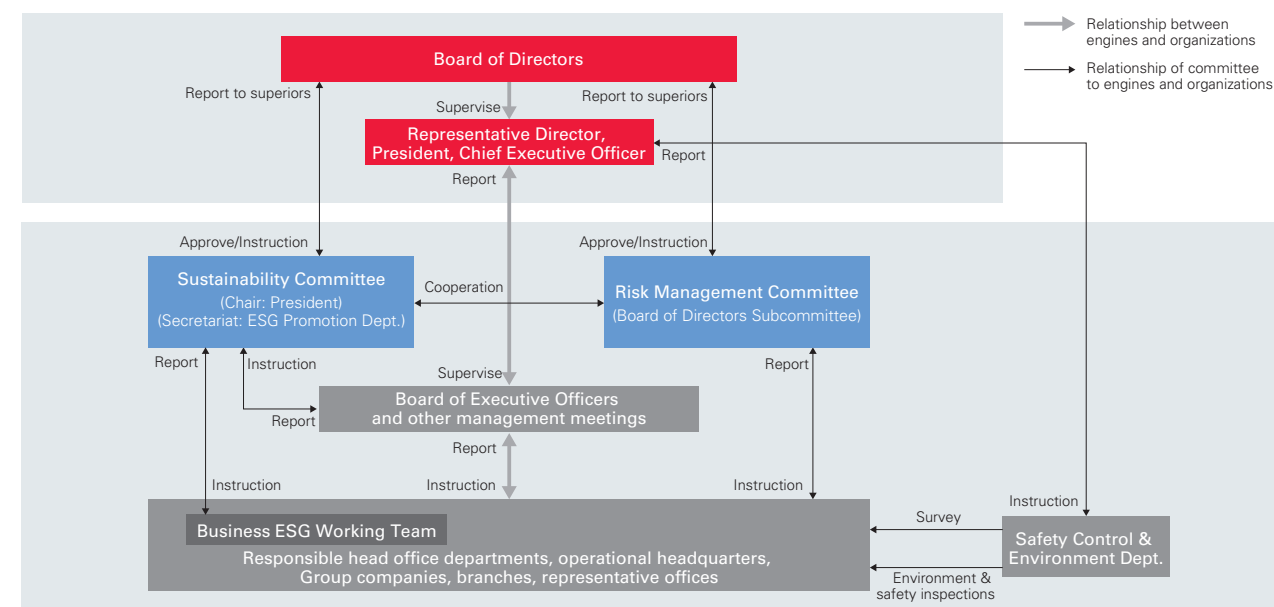 Relationship between
engines and organizations
Relationship of committee
to engines and organizations
Board of Directors
Report to superiors
Report to superiors
Supervise
Representative Director,
President, Chief Executive Officer
Report
Report
Approve/Instruction
Approve/Instruction
Sustainability Committee
(Chair: President)
(Secretariat: ESG Promotion Dept.)
Cooperation
Risk Management Committee
(Board of Directors Subcommittee)
Report
Instruction
Report
Supervise
Board of Executive Officers
and other management meetings
Report
Report
Instruction
Instruction
Instruction
Instruction
Business ESG Working Team
Responsible head office departments, operational headquarters,
Group companies, branches, representative offices
Survey
Safety Control &
Environment Dept.
Environment &
safety inspections